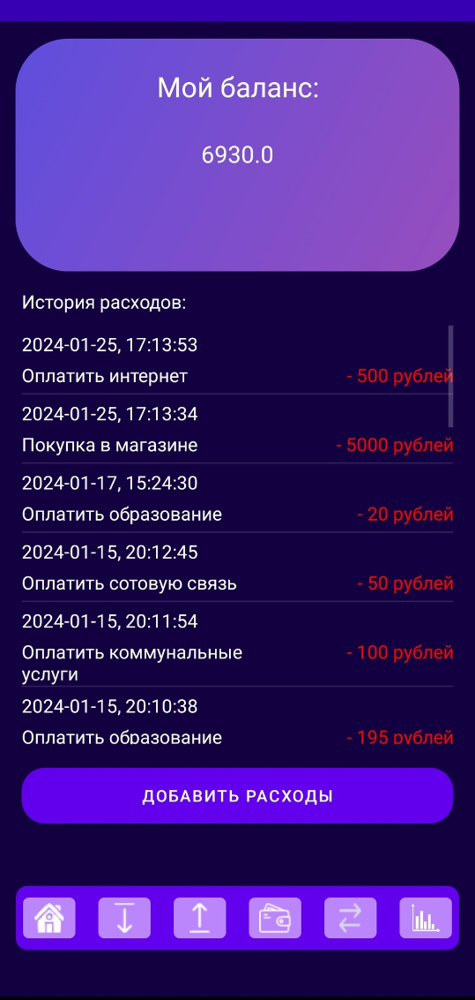 Мой баланс:
6930.0
История расходов:
2024-01-25, 17:13:53
Оплатить интернет - 500 рублей
2024-01-25, 17:13:34
Покупка в магазине - 5000 рублей
2024-01-17, 15:24:30
Оплатить образование - 20 рублей
2024-01-15, 20:12:45
Оплатить сотовую связь - 50 рублей
2024-01-15, 20:11:54
Оплатить коммунальные - 100 рублей
услуги
2024-01-15, 20:10:38
Оплатить образование - 195 рублей
ДОБАВИТЬ РАСХОДЫ